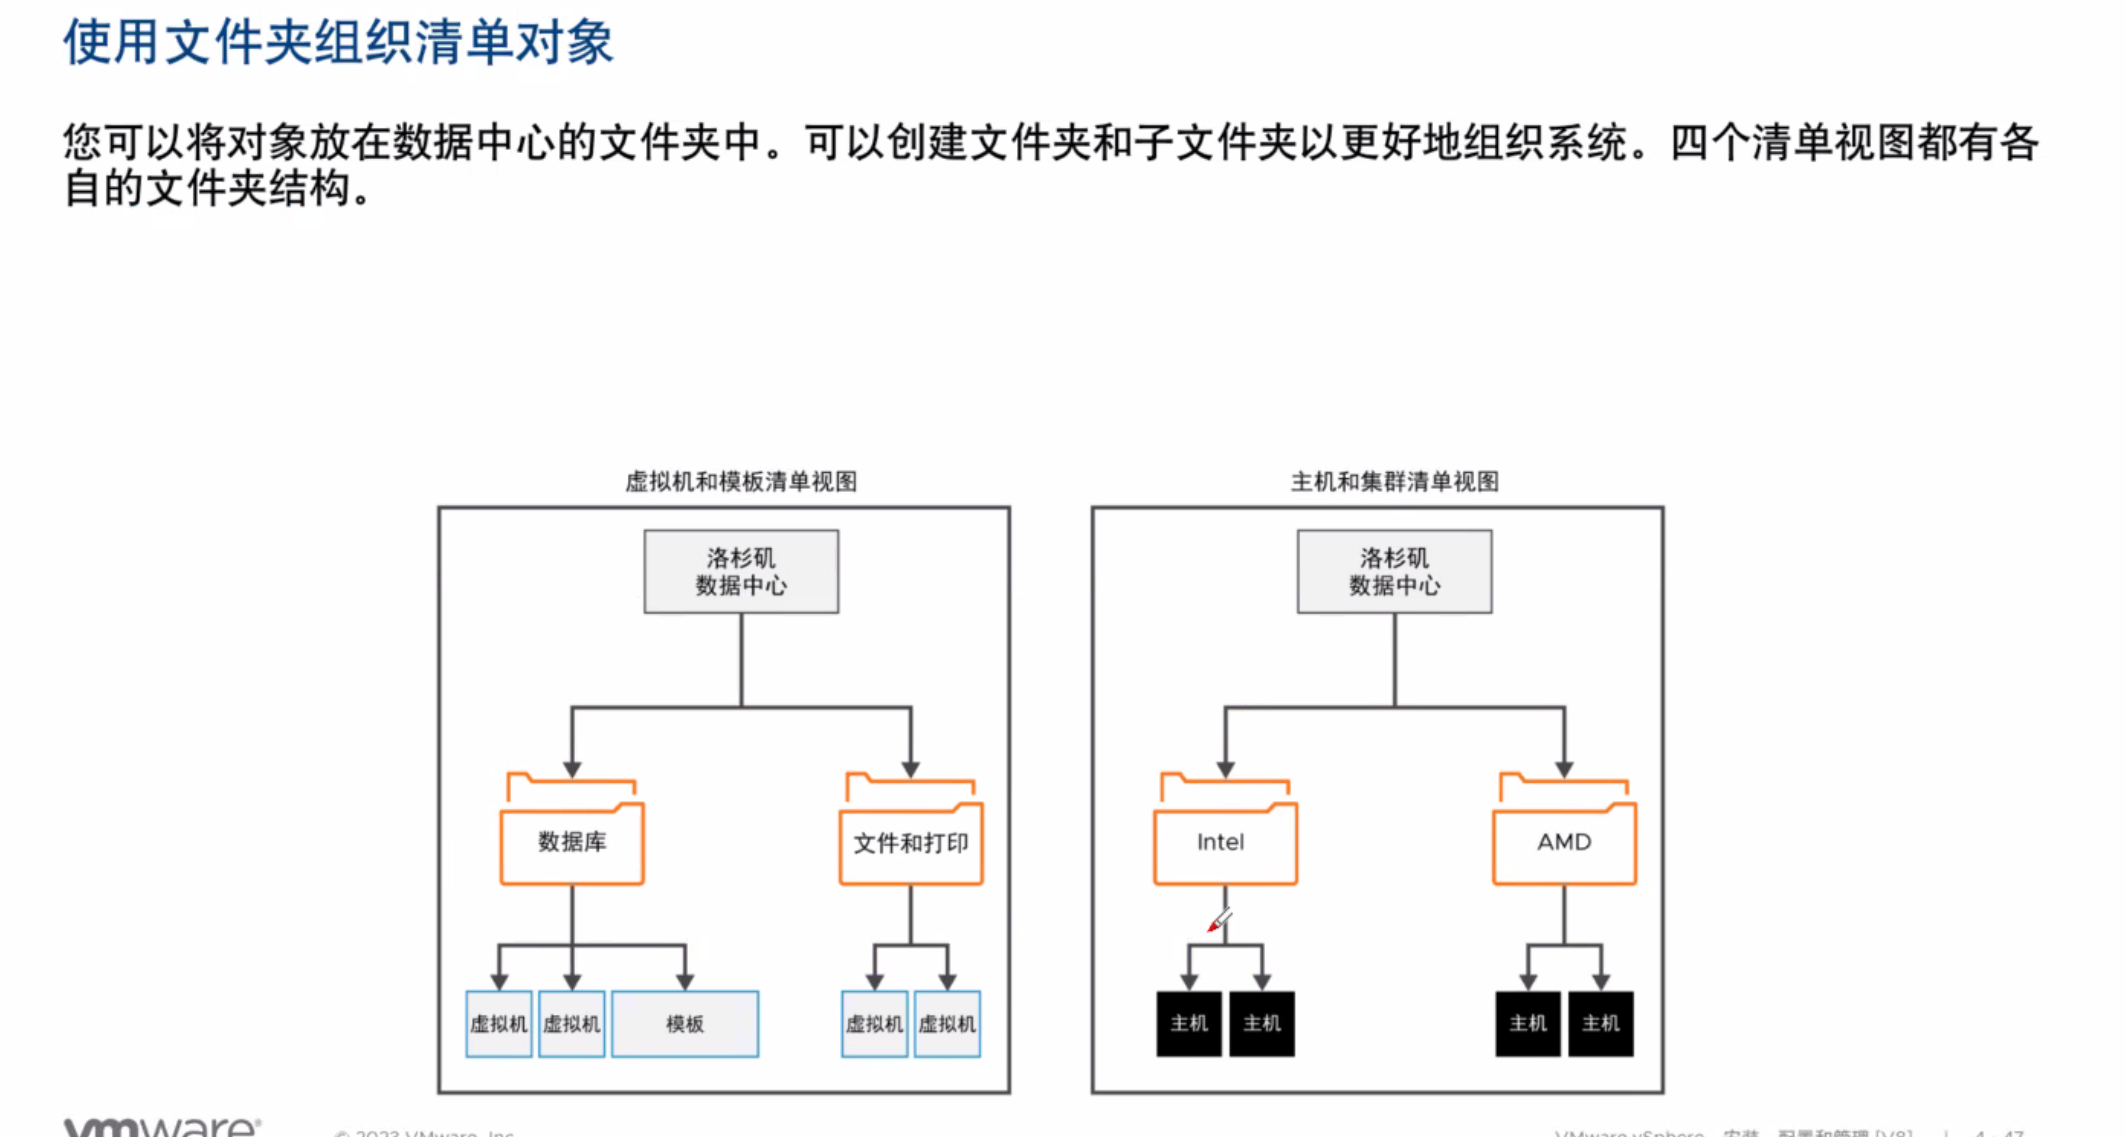 使用文件夹组织清单对象
您可以将对象放在数据中心的文件夹中。可以创建文件夹和子文件夹以更好地组织系统。四个清单视图都有各
自的文件夹结构。
虚拟机和模板清单视图
洛杉矶
数据中心
数据库
文件和打印
虚拟机
虚拟机
模板
虚拟机
虚拟机
主机和集群清单视图
洛杉矶
数据中心
Intel
AMD
主机
主机
主机
主机
vmware®
© 2023 VMware, Inc.
VMware vSphere：安装、配置和管理 [V8] | 4 - 47